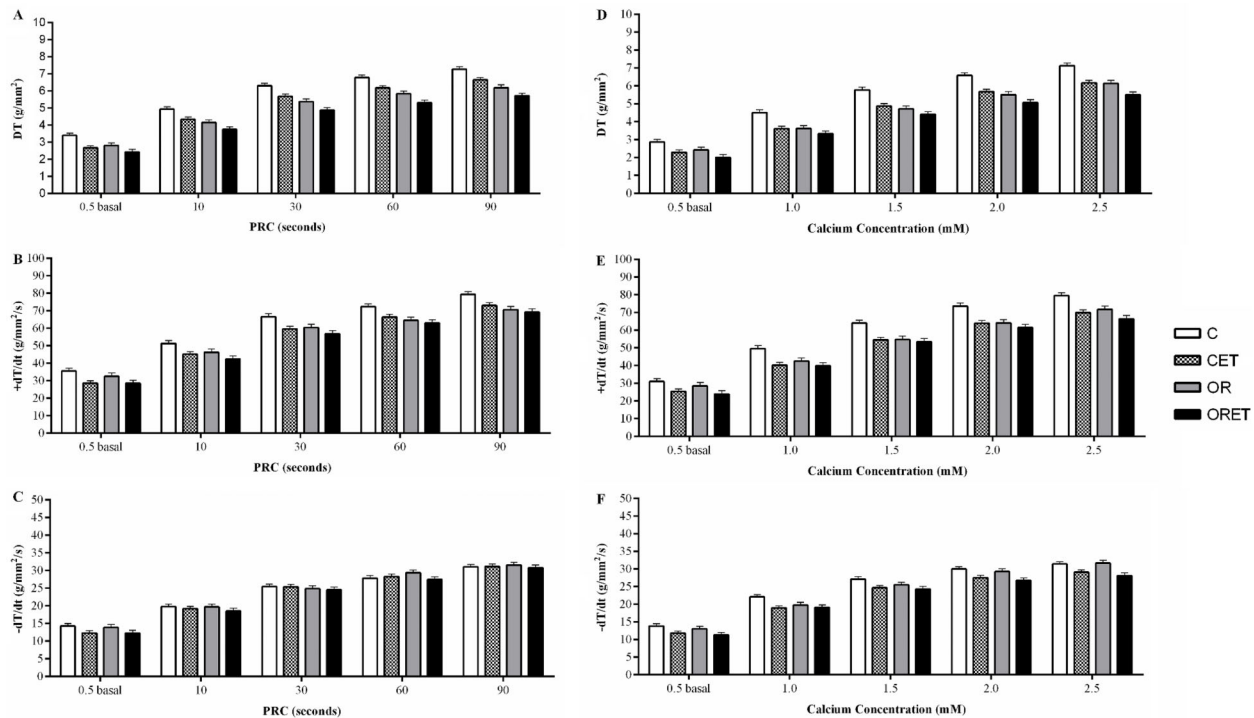 A
10
9
8
7
6
5
4
3
2
1
0
DT (g/mm²)
0.5 basal 10 30 60 90
PRC (seconds)
B
100
90
80
70
60
50
40
30
20
10
0
+dT/dt (g/mm²/s)
0.5 basal 10 30 60 90
PRC (seconds)
C
50
45
40
35
30
25
20
15
10
5
0
-dT/dt (g/mm²/s)
0.5 basal 10 30 60 90
PRC (seconds)
D
10
9
8
7
6
5
4
3
2
1
0
DT (g/mm²)
0.5 basal 1.0 1.5 2.0 2.5
Calcium Concentration (mM)
E
100
90
80
70
60
50
40
30
20
10
0
+dT/dt (g/mm²/s)
0.5 basal 1.0 1.5 2.0 2.5
Calcium Concentration (mM)
F
50
45
40
35
30
25
20
15
10
5
0
-dT/dt (g/mm²/s)
0.5 basal 1.0 1.5 2.0 2.5
Calcium Concentration (mM)
C
CET
OR
ORET